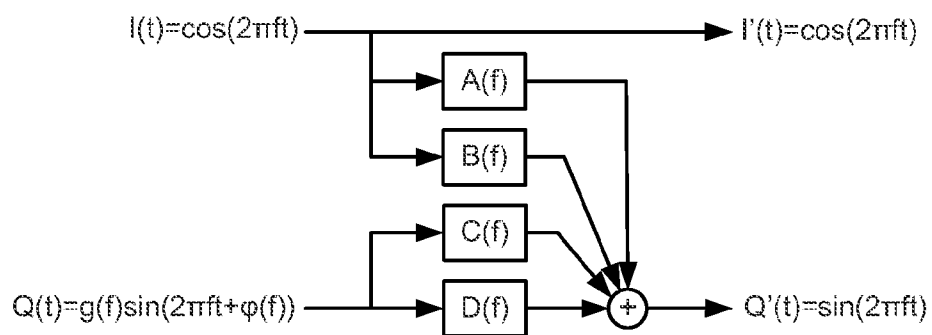 I(t)=cos(2πft)
I'(t)=cos(2πft)
A(f)
B(f)
C(f)
Q(t)=g(f)sin(2πft+φ(f))
D(f)
+
Q'(t)=sin(2πft)